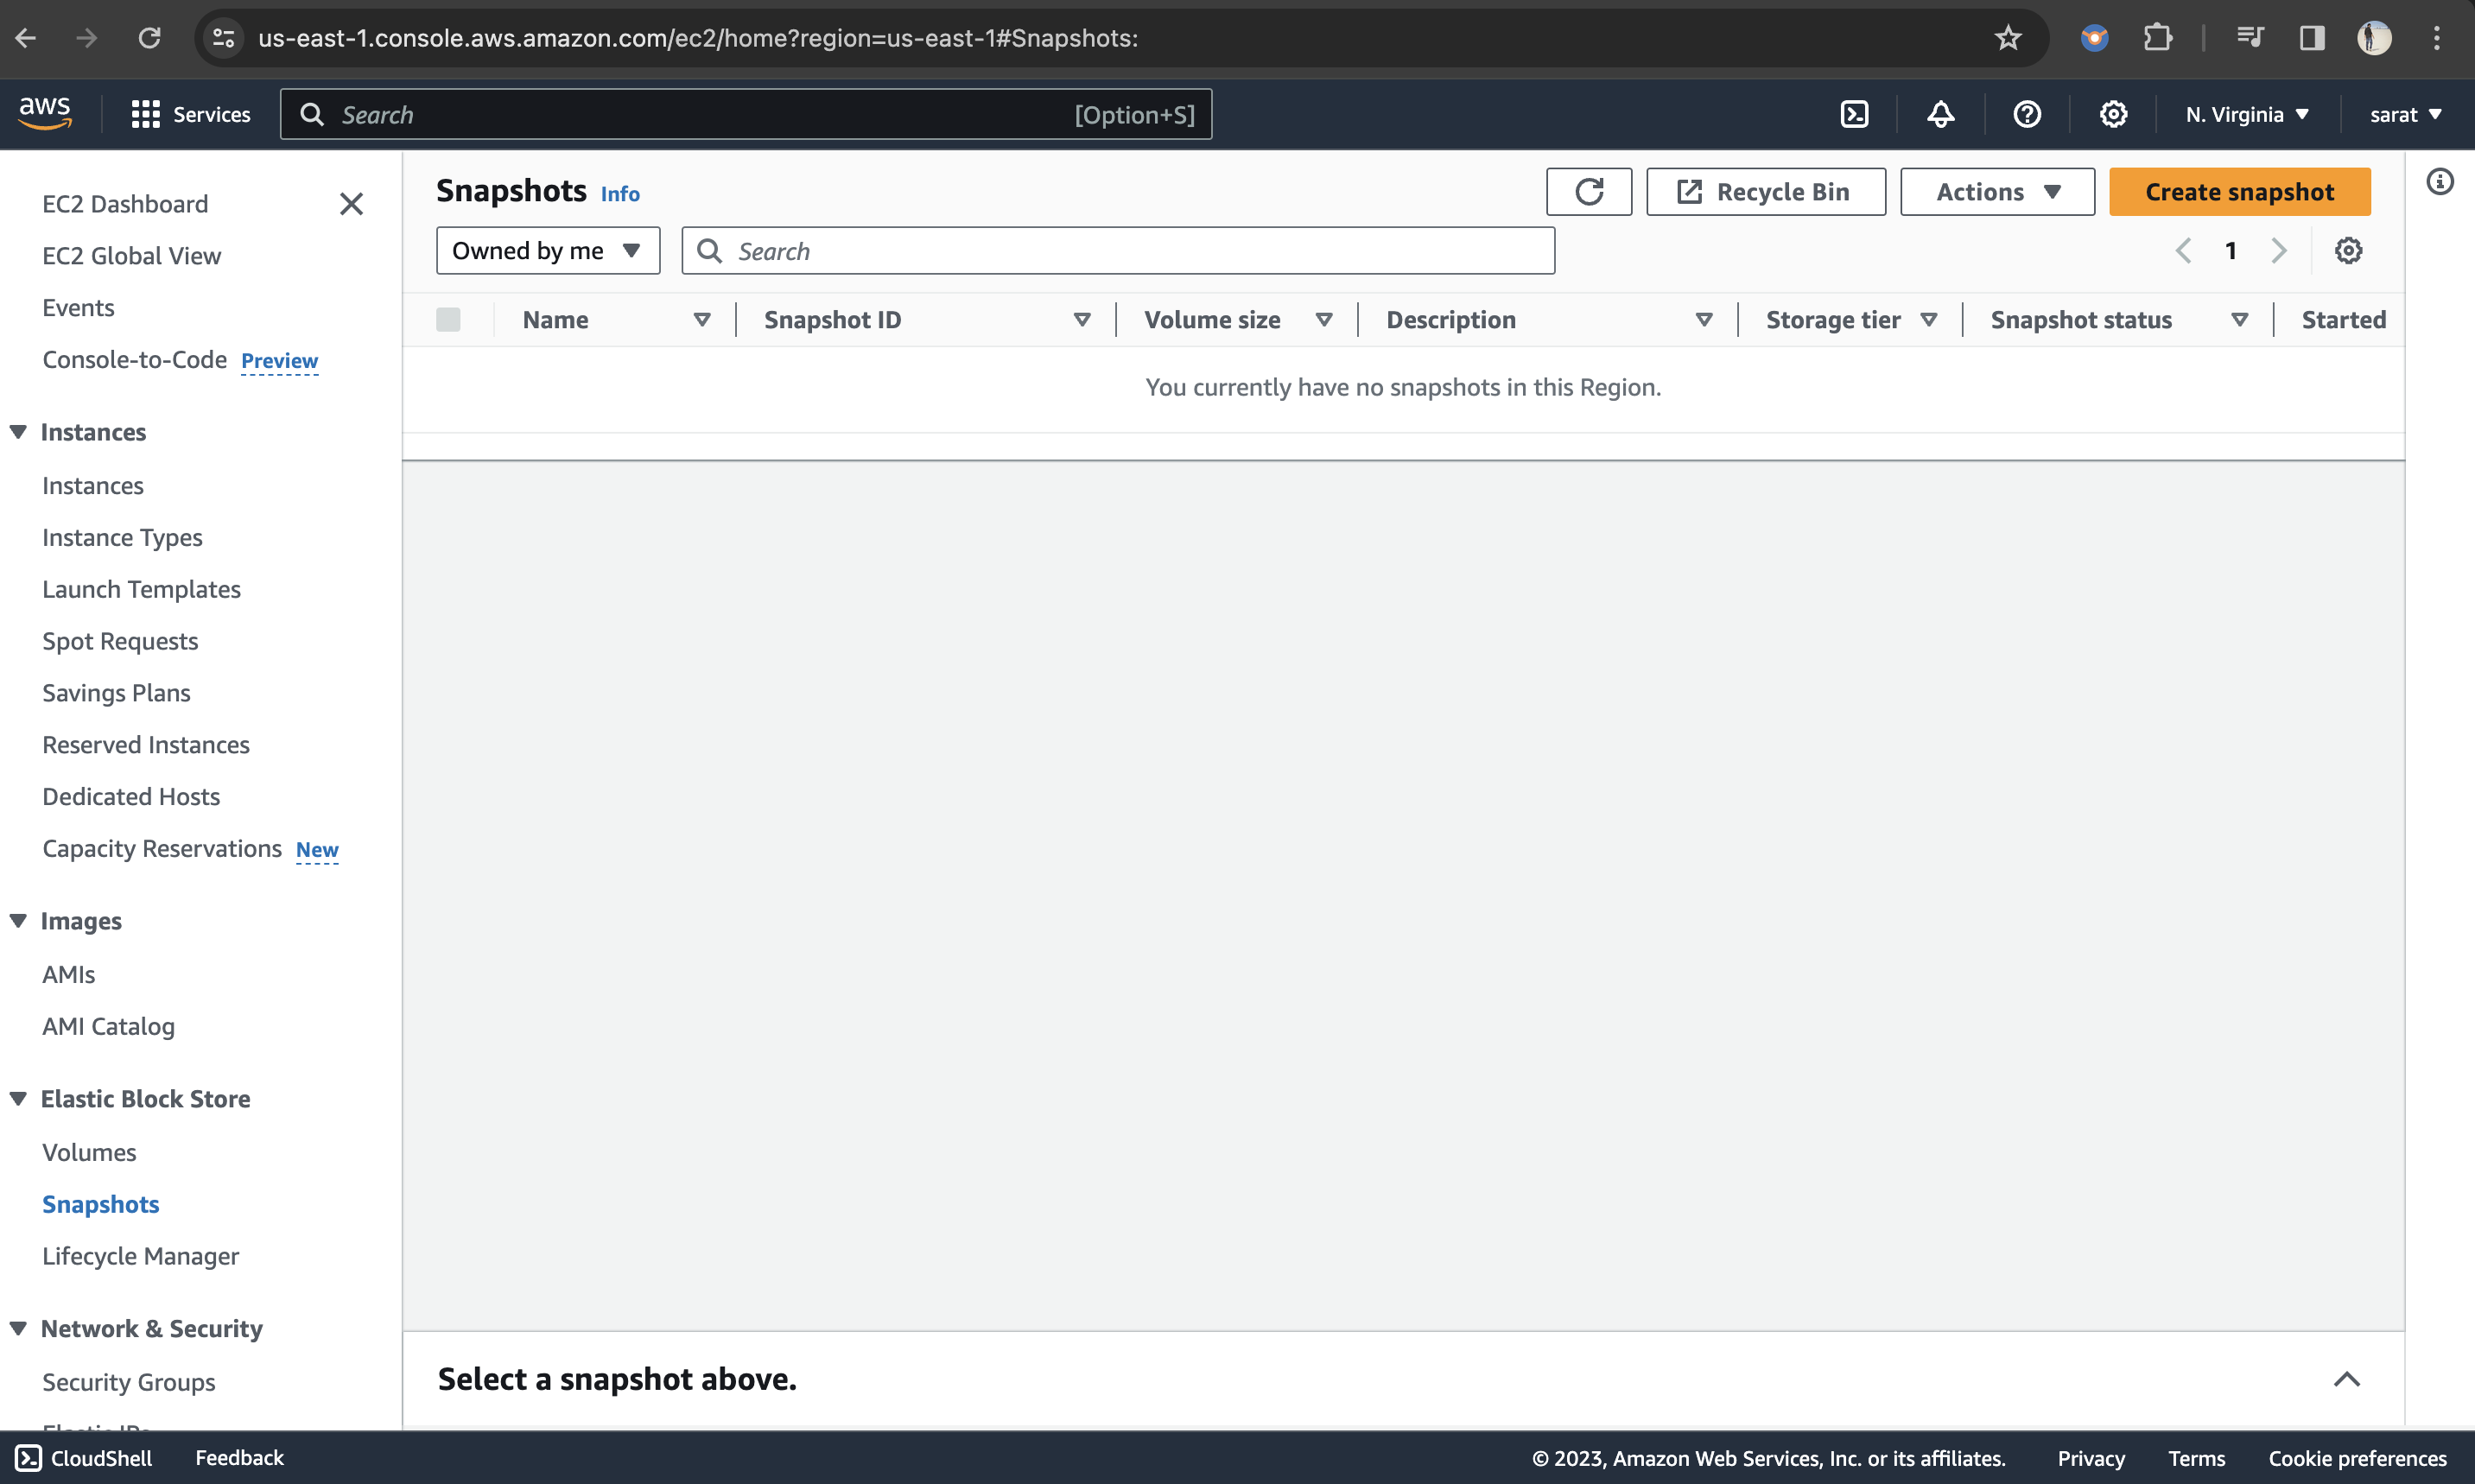 us-east-1.console.aws.amazon.com/ec2/home?region=us-east-1#Snapshots:
aws
Services
Search
[Option+S]
N. Virginia
sarat
EC2 Dashboard
EC2 Global View
Events
Console-to-Code Preview
Instances
Instances
Instance Types
Launch Templates
Spot Requests
Savings Plans
Reserved Instances
Dedicated Hosts
Capacity Reservations New
Images
AMIs
AMI Catalog
Elastic Block Store
Volumes
Snapshots
Lifecycle Manager
Network & Security
Security Groups
Snapshots Info
Recycle Bin
Actions
Create snapshot
Owned by me
Search
1
Name
Snapshot ID
Volume size
Description
Storage tier
Snapshot status
Started
You currently have no snapshots in this Region.
Select a snapshot above.
CloudShell
Feedback
© 2023, Amazon Web Services, Inc. or its affiliates.
Privacy
Terms
Cookie preferences